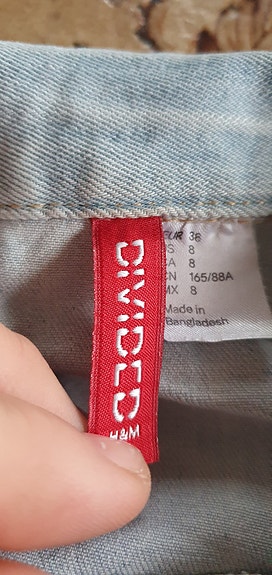 DIVIDED
H&M
EUR 36
S 8
A 8
CN 165/88A
MX 8
Made in
Bangladesh